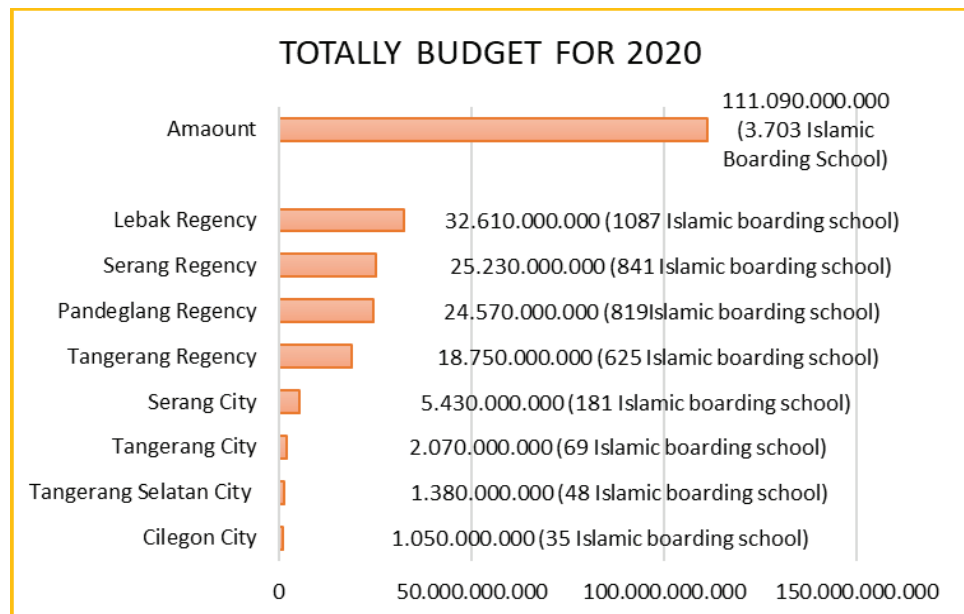 TOTALLY BUDGET FOR 2020
Amaount
111.090.000.000
(3.703 Islamic
Boarding School)
Lebak Regency 32.610.000.000 (1087 Islamic boarding school)
Serang Regency 25.230.000.000 (841 Islamic boarding school)
Pandeglang Regency 24.570.000.000 (819Islamic boarding school)
Tangerang Regency 18.750.000.000 (625 Islamic boarding school)
Serang City 5.430.000.000 (181 Islamic boarding school)
Tangerang City 2.070.000.000 (69 Islamic boarding school)
Tangerang Selatan City 1.380.000.000 (48 Islamic boarding school)
Cilegon City 1.050.000.000 (35 Islamic boarding school)
0 50.000.000.000 100.000.000.000 150.000.000.000